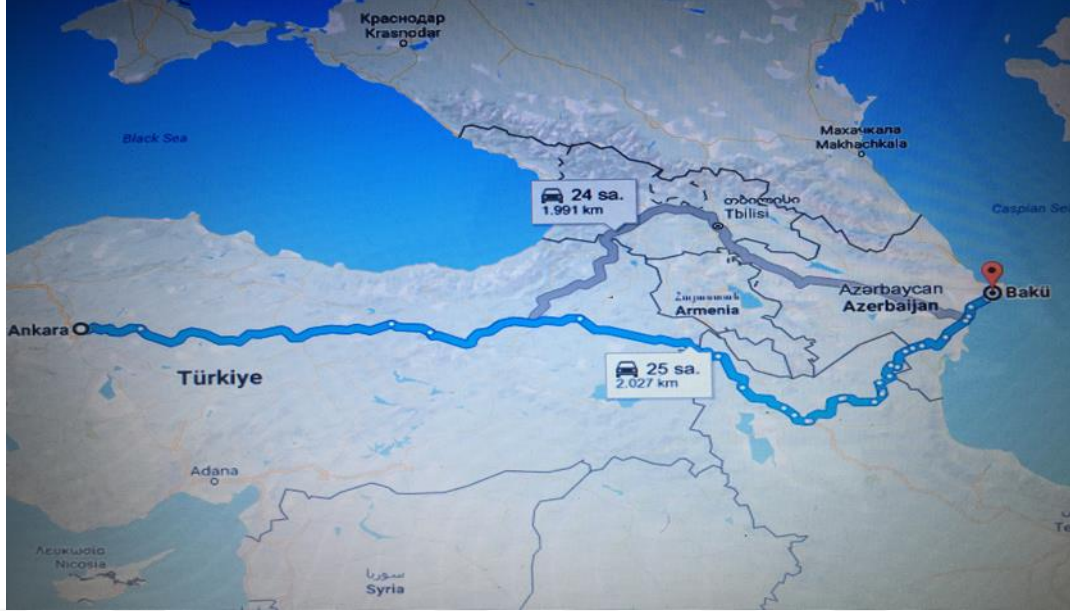 Краснодар
Krasnodar
Black Sea
Махачкала
Makhachkala
24 sa.
1.991 km
თბილისი
Tbilisi
Caspian Sea
Azərbaycan
Azerbaijan
Bakü
Հայաստան
Armenia
Ankara
25 sa.
2.027 km
Türkiye
Adana
Λευκωσία
Nicosia
سوريا
Syria